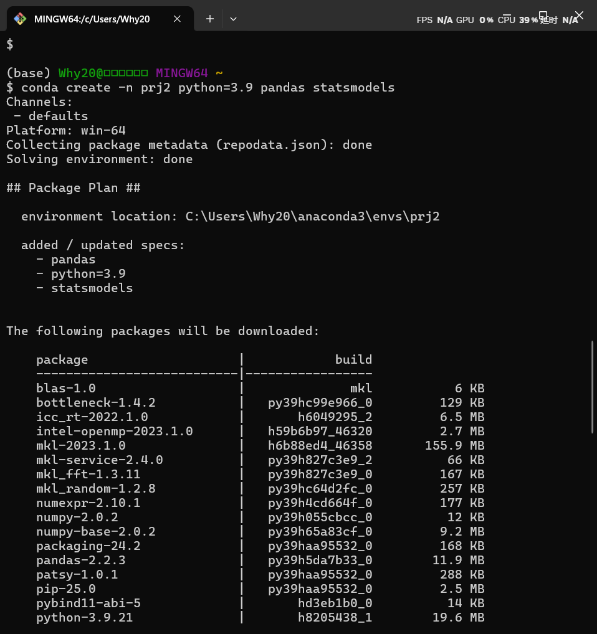 MINGW64:/c/Users/Why20
FPS N/A GPU 0% CPU 39% 延时 N/A
$
(base) Why20@□□□□□□ MINGW64 ~
$ conda create -n prj2 python=3.9 pandas statsmodels
Channels:
 - defaults
Platform: win-64
Collecting package metadata (repodata.json): done
Solving environment: done
## Package Plan ##
  environment location: C:\Users\Why20\anaconda3\envs\prj2
  added / updated specs:
    - pandas
    - python=3.9
    - statsmodels
The following packages will be downloaded:
    package                    |            build
    ---------------------------|-----------------
    blas-1.0                   |              mkl           6 KB
    bottleneck-1.4.2           |   py39hc99e966_0         129 KB
    icc_rt-2022.1.0            |       h6049295_2         6.5 MB
    intel-openmp-2023.1.0      |   h59b6b97_46320         2.7 MB
    mkl-2023.1.0               |   h6b88ed4_46358       155.9 MB
    mkl-service-2.4.0          |   py39h827c3e9_2          66 KB
    mkl_fft-1.3.11             |   py39h827c3e9_0         167 KB
    mkl_random-1.2.8           |   py39hc64d2fc_0         257 KB
    numexpr-2.10.1             |   py39h4cd664f_0         177 KB
    numpy-2.0.2                |   py39h055cbcc_0          12 KB
    numpy-base-2.0.2           |   py39h65a83cf_0         9.2 MB
    packaging-24.2             |   py39haa95532_0         168 KB
    pandas-2.2.3               |   py39h5da7b33_0        11.9 MB
    patsy-1.0.1                |   py39haa95532_0         288 KB
    pip-25.0                   |   py39haa95532_0         2.5 MB
    pybind11-abi-5             |       hd3eb1b0_0          14 KB
    python-3.9.21              |       h8205438_1        19.6 MB